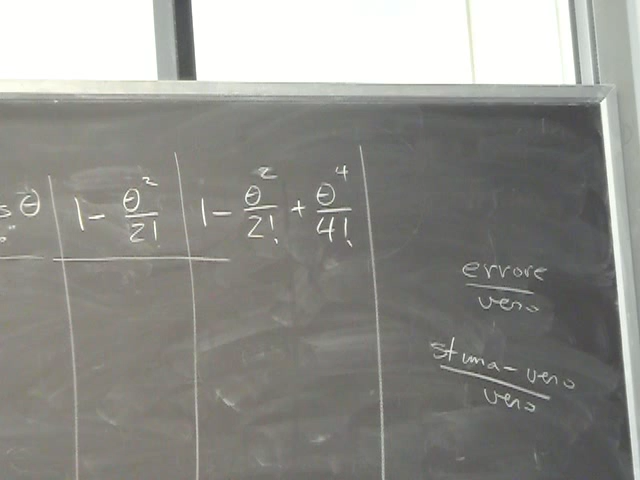 s θ
1 - θ²/2!
1 - θ²/2! + θ⁴/4!
errore
vero
stima - vero
vero